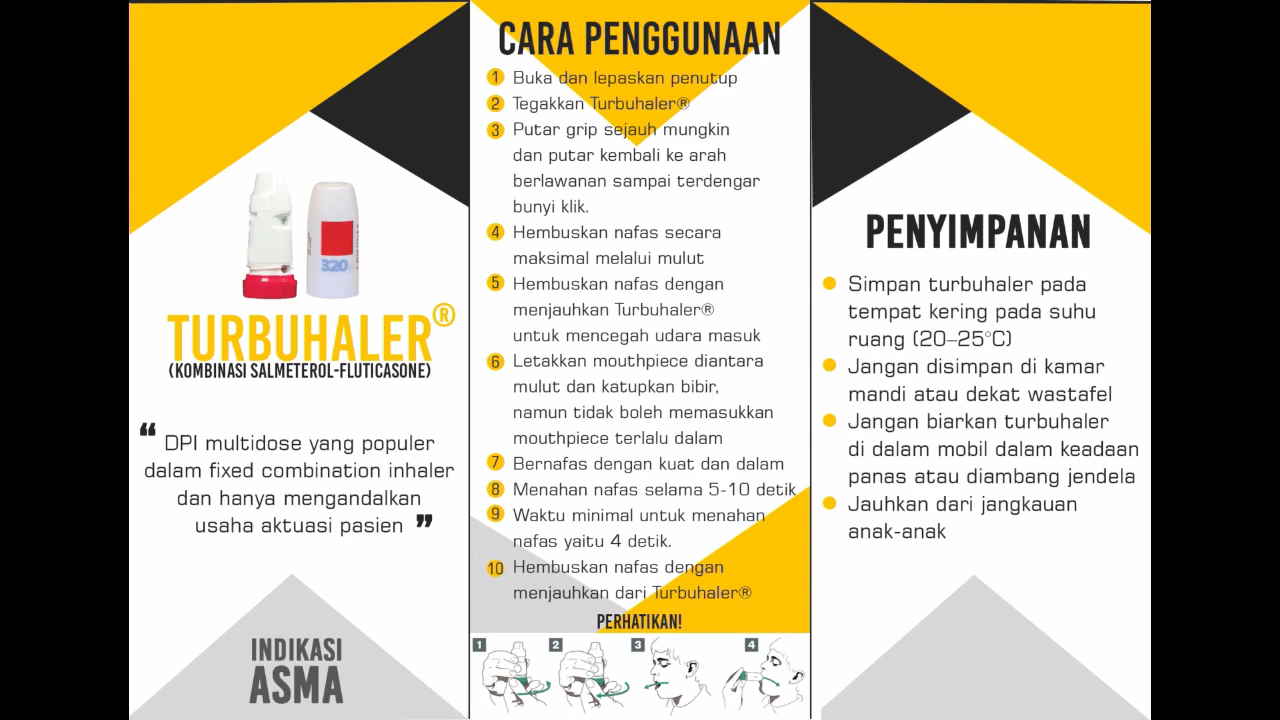 TURBUHALER®
(KOMBINASI SALMETEROL-FLUTICASONE)
320
“ DPI multidose yang populer
dalam fixed combination inhaler
dan hanya mengandalkan
usaha aktuasi pasien ”
INDIKASI
ASMA
CARA PENGGUNAAN
1 Buka dan lepaskan penutup
2 Tegakkan Turbuhaler®
3 Putar grip sejauh mungkin
dan putar kembali ke arah
berlawanan sampai terdengar
bunyi klik.
4 Hembuskan nafas secara
maksimal melalui mulut
5 Hembuskan nafas dengan
menjauhkan Turbuhaler®
untuk mencegah udara masuk
6 Letakkan mouthpiece diantara
mulut dan katupkan bibir,
namun tidak boleh memasukkan
mouthpiece terlalu dalam
7 Bernafas dengan kuat dan dalam
8 Menahan nafas selama 5-10 detik
9 Waktu minimal untuk menahan
nafas yaitu 4 detik.
10 Hembuskan nafas dengan
menjauhkan dari Turbuhaler®
PERHATIKAN!
1 2 3 4
PENYIMPANAN
Simpan turbuhaler pada
tempat kering pada suhu
ruang (20–25°C)
Jangan disimpan di kamar
mandi atau dekat wastafel
Jangan biarkan turbuhaler
di dalam mobil dalam keadaan
panas atau diambang jendela
Jauhkan dari jangkauan
anak-anak